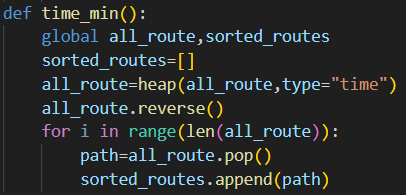 def time_min():
    global all_route,sorted_routes
    sorted_routes=[]
    all_route=heap(all_route,type="time")
    all_route.reverse()
    for i in range(len(all_route)):
        path=all_route.pop()
        sorted_routes.append(path)